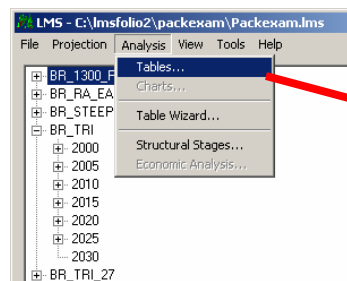 LMS - C:\lmsfolio2\packexam\Packexam.lms
File Projection Analysis View Tools Help
Tables...
Charts...
Table Wizard...
Structural Stages...
Economic Analysis...
BR_1300_F
BR_RA_EA
BR_STEEP
BR_TRI
2000
2005
2010
2015
2020
2025
2030
BR_TRI_27